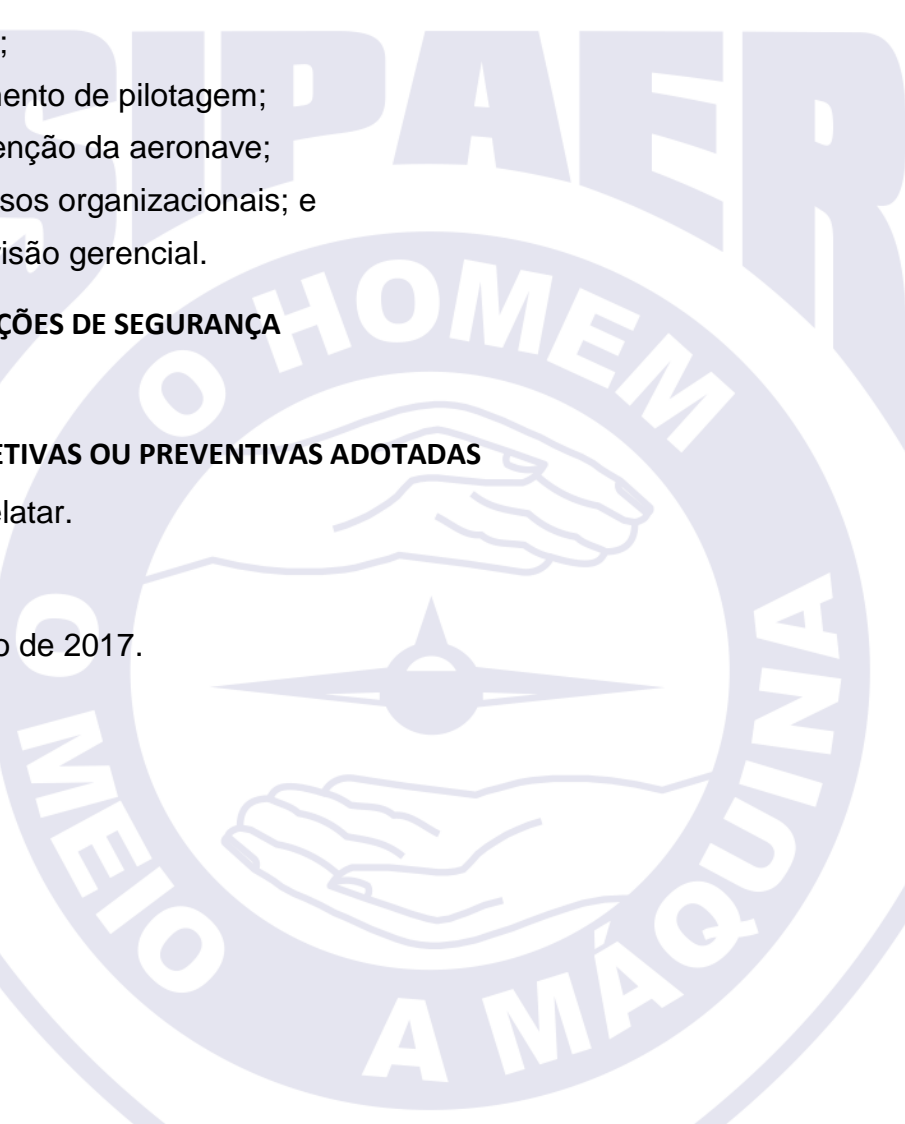 SIPAER
;
ento de pilotagem;
enção da aeronave;
sos organizacionais; e
isão gerencial.
ÇÕES DE SEGURANÇA
ETIVAS OU PREVENTIVAS ADOTADAS
elatar.
o de 2017.
O HOMEM
O MEIO
A MÁQUINA